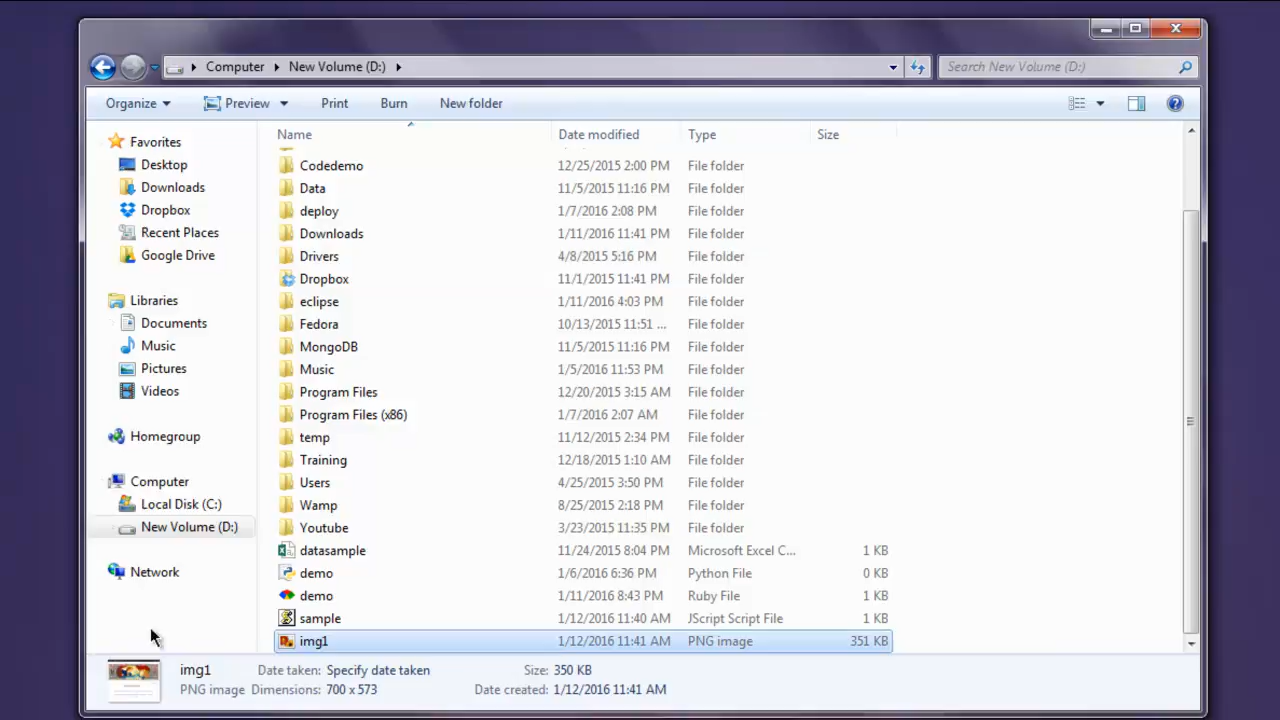 Computer New Volume (D:) Search New Volume (D:)
Organize Preview Print Burn New folder
Name Date modified Type Size
Favorites
Desktop
Downloads
Dropbox
Recent Places
Google Drive
Libraries
Documents
Music
Pictures
Videos
Homegroup
Computer
Local Disk (C:)
New Volume (D:)
Network
Codedemo 12/25/2015 2:00 PM File folder
Data 11/5/2015 11:16 PM File folder
deploy 1/7/2016 2:08 PM File folder
Downloads 1/11/2016 11:41 PM File folder
Drivers 4/8/2015 5:16 PM File folder
Dropbox 11/1/2015 11:41 PM File folder
eclipse 1/11/2016 4:03 PM File folder
Fedora 10/13/2015 11:51 ... File folder
MongoDB 11/5/2015 11:16 PM File folder
Music 1/5/2016 11:53 PM File folder
Program Files 12/20/2015 3:15 AM File folder
Program Files (x86) 1/7/2016 2:07 AM File folder
temp 11/12/2015 2:34 PM File folder
Training 12/18/2015 1:10 AM File folder
Users 4/25/2015 3:50 PM File folder
Wamp 8/25/2015 2:18 PM File folder
Youtube 3/23/2015 11:35 PM File folder
datasample 11/24/2015 8:04 PM Microsoft Excel C... 1 KB
demo 1/6/2016 6:36 PM Python File 0 KB
demo 1/11/2016 8:43 PM Ruby File 1 KB
sample 1/12/2016 11:40 AM JScript Script File 1 KB
img1 1/12/2016 11:41 AM PNG image 351 KB
img1 Date taken: Specify date taken Size: 350 KB
PNG image Dimensions: 700 x 573 Date created: 1/12/2016 11:41 AM